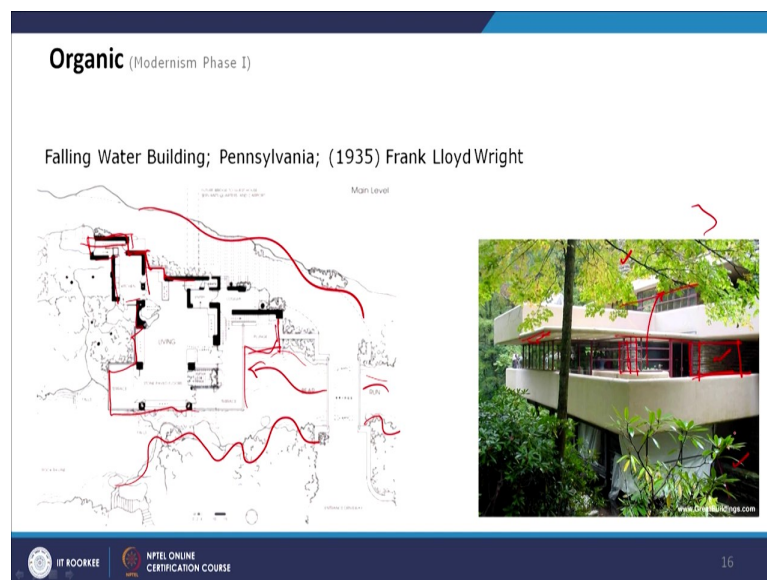 Organic (Modernism Phase I)
Falling Water Building; Pennsylvania; (1935) Frank Lloyd Wright
Main Level
LIVING
RUN
www.GreatBuildings.com
IIT ROORKEE
NPTEL ONLINE
CERTIFICATION COURSE
16